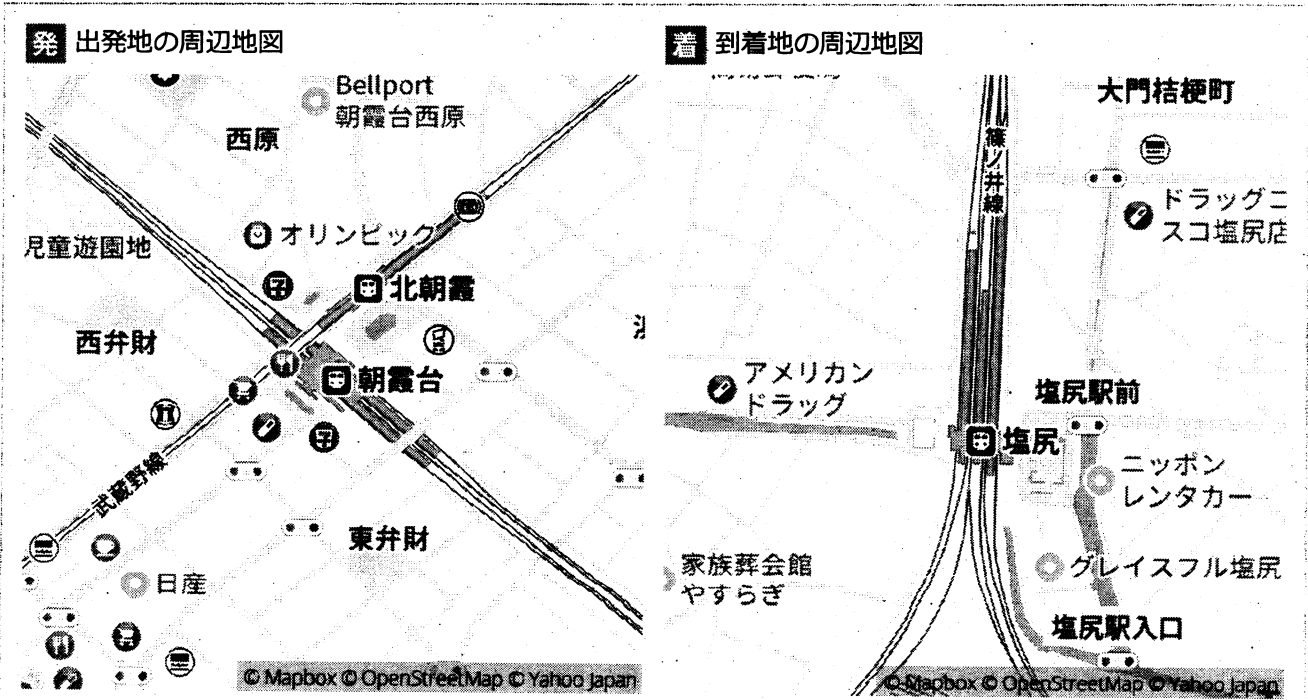 発 出発地の周辺地図
Bellport
朝霞台西原
西原
児童遊園地
オリンピック
北朝霞
西弁財
朝霞台
武蔵野線
東弁財
日産
© Mapbox © OpenStreetMap © Yahoo Japan
着 到着地の周辺地図
大門桔梗町
篠ノ井線
ドラッグコ
スコ塩尻店
アメリカン
ドラッグ
塩尻駅前
塩尻
ニッポン
レンタカー
家族葬会館
やすらぎ
グレイスフル塩尻
塩尻駅入口
© Mapbox © OpenStreetMap © Yahoo Japan